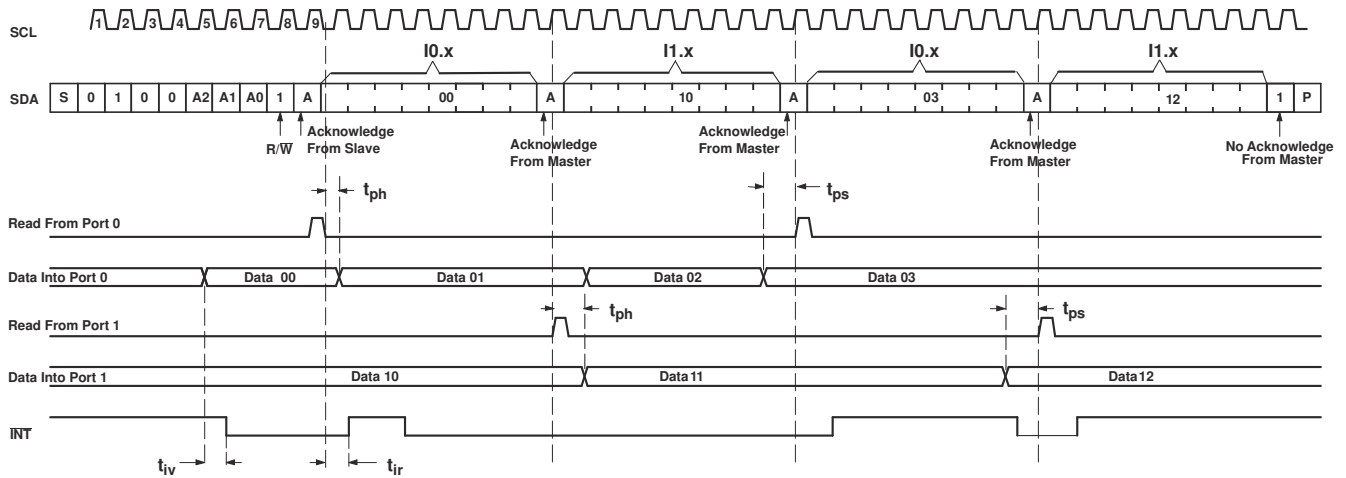 SCL
1 2 3 4 5 6 7 8 9
I0.x I1.x I0.x I1.x
SDA S 0 1 0 0 A2 A1 A0 1 A 00 A 10 A 03 A 12 1 P
R/W̅
Acknowledge
From Slave
Acknowledge
From Master
Acknowledge
From Master
Acknowledge
From Master
No Acknowledge
From Master
tph tps
Read From Port 0
Data Into Port 0 Data 00 Data 01 Data 02 Data 03
tph tps
Read From Port 1
Data Into Port 1 Data 10 Data 11 Data 12
I̅N̅T̅
tiv tir